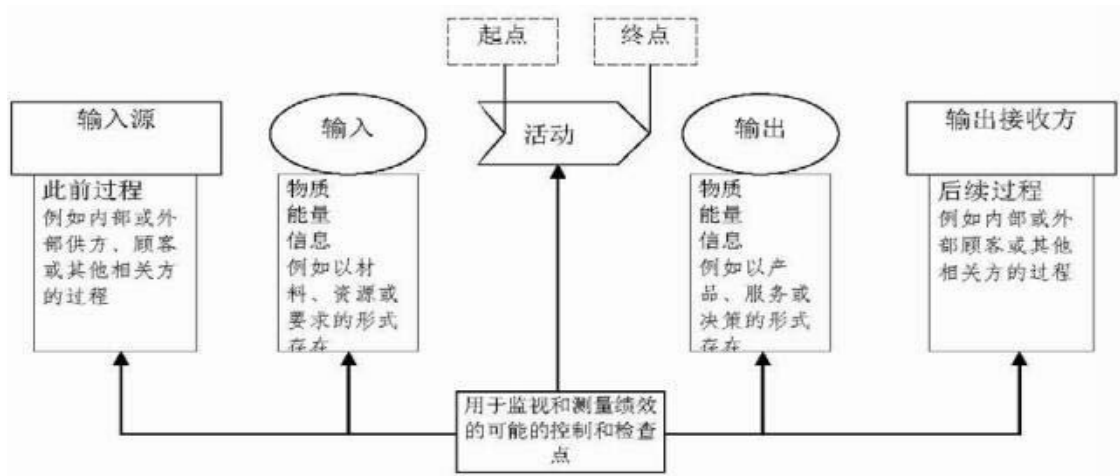 起点
终点
输入源
输入
活动
输出
输出接收方
此前过程
例如内部或外
部供方、顾客
或其他相关方
的过程
物质
能量
信息
例如以材
料、资源或
要求的形式
存在
物质
能量
信息
例如以产
品、服务或
决策的形式
存在
后续过程
例如内部或外
部顾客或其他
相关方的过程
用于监视和测量绩效
的可能的控制和检查
点